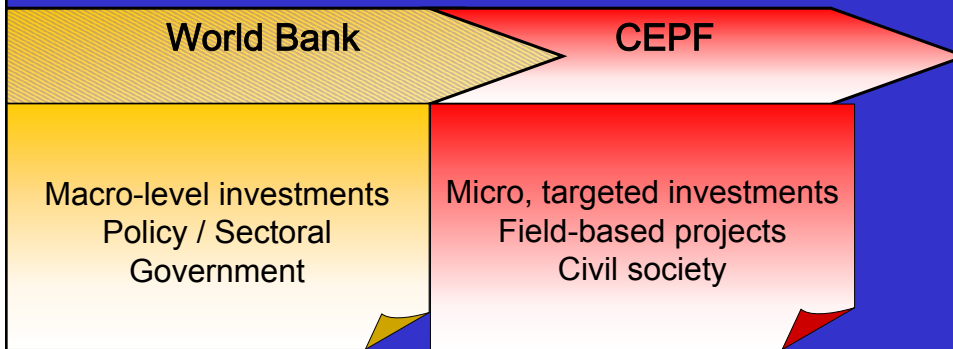 World Bank
CEPF
Macro-level investments
Policy / Sectoral
Government
Micro, targeted investments
Field-based projects
Civil society